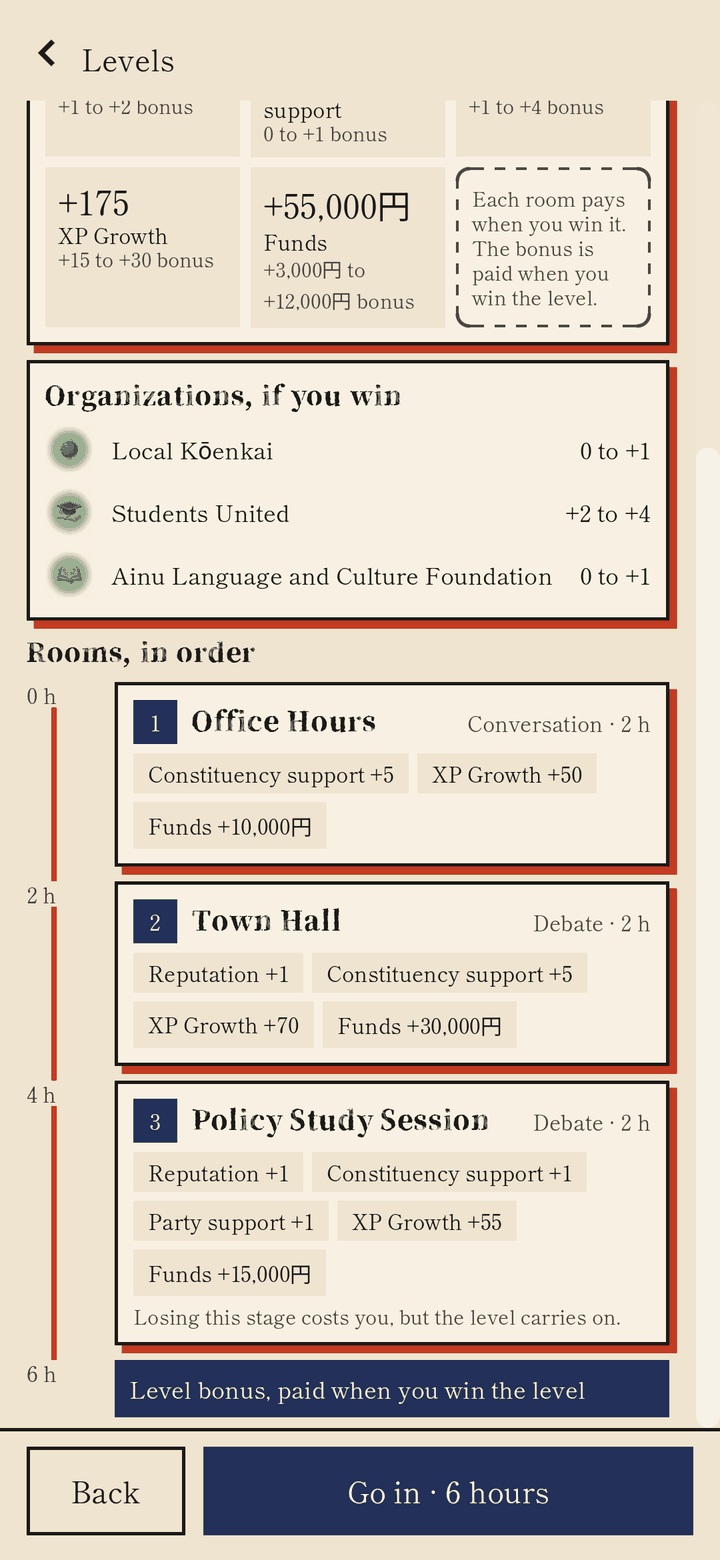 Levels
+1 to +2 bonus
support
0 to +1 bonus
+1 to +4 bonus
+175
XP Growth
+15 to +30 bonus
+55,000円
Funds
+3,000円 to
+12,000円 bonus
Each room pays
when you win it.
The bonus is
paid when you
win the level.
Organizations, if you win
Local Kōenkai 0 to +1
Students United +2 to +4
Ainu Language and Culture Foundation 0 to +1
Rooms, in order
0 h
1 Office Hours Conversation · 2 h
Constituency support +5 XP Growth +50
Funds +10,000円
2 h
2 Town Hall Debate · 2 h
Reputation +1 Constituency support +5
XP Growth +70 Funds +30,000円
4 h
3 Policy Study Session Debate · 2 h
Reputation +1 Constituency support +1
Party support +1 XP Growth +55
Funds +15,000円
Losing this stage costs you, but the level carries on.
6 h
Level bonus, paid when you win the level
Back Go in · 6 hours